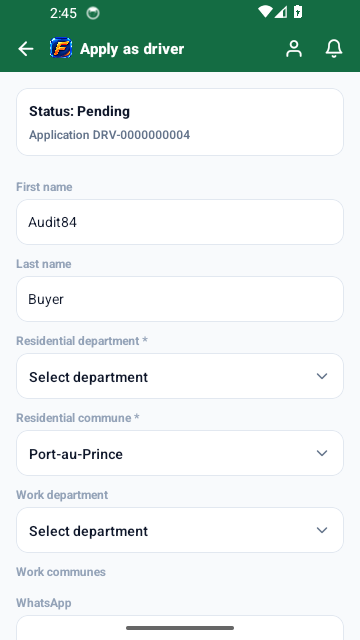 2:45
Apply as driver
Status: Pending
Application DRV-0000000004
First name
Audit84
Last name
Buyer
Residential department *
Select department
Residential commune *
Port-au-Prince
Work department
Select department
Work communes
WhatsApp